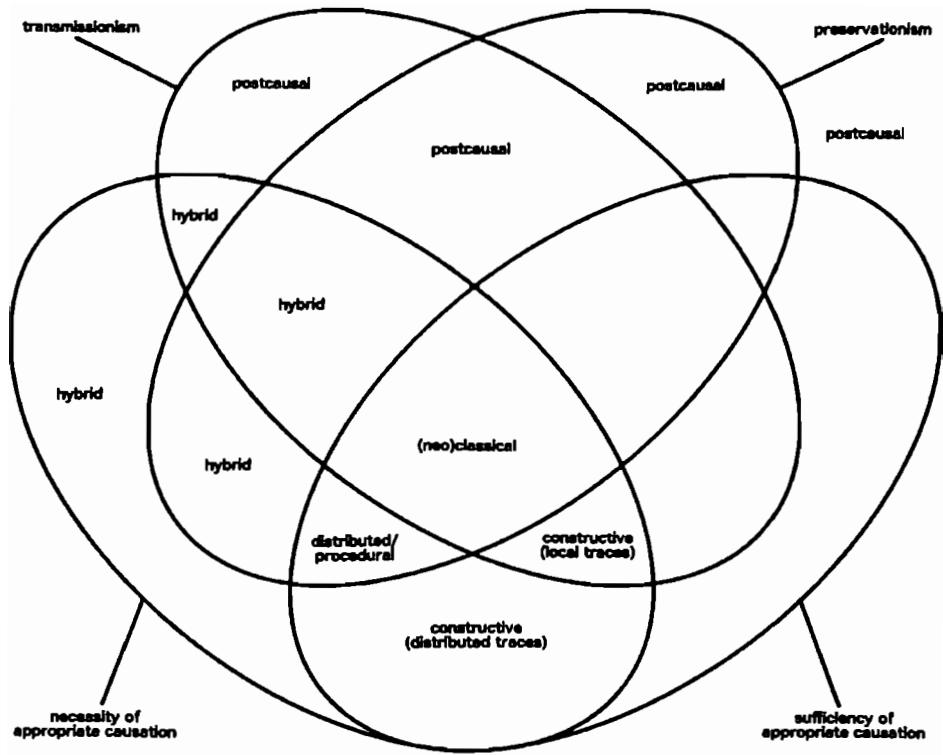 transmissionism
preservationism
postcausal
postcausal
postcausal
postcausal
hybrid
hybrid
hybrid
hybrid
(neo)classical
distributed/
procedural
constructive
(local traces)
constructive
(distributed traces)
necessity of
appropriate causation
sufficiency of
appropriate causation